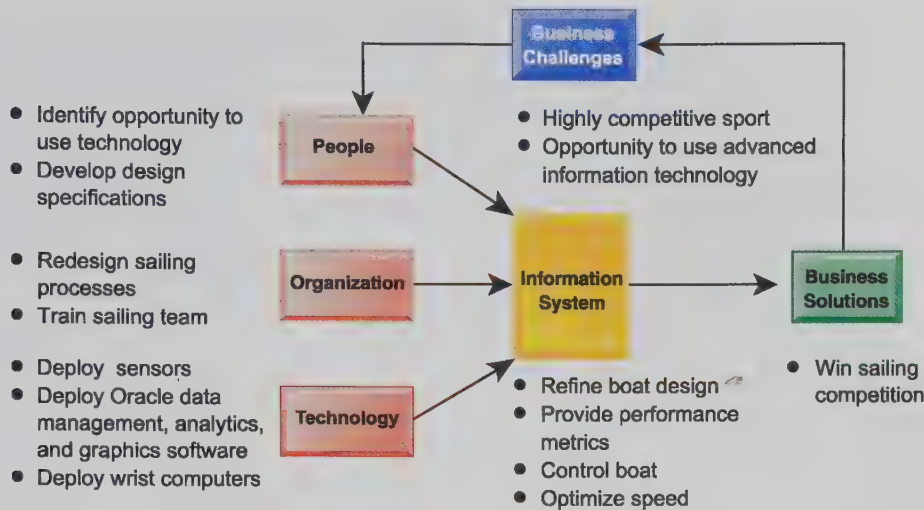 Business
Challenges
● Identify opportunity to
use technology
● Develop design
specifications
People
● Highly competitive sport
● Opportunity to use advanced
information technology
● Redesign sailing
processes
● Train sailing team
Organization
Information
System
Business
Solutions
● Deploy sensors
● Deploy Oracle data
management, analytics,
and graphics software
● Deploy wrist computers
Technology
● Refine boat design
● Provide performance
metrics
● Control boat
● Optimize speed
● Win sailing
competition